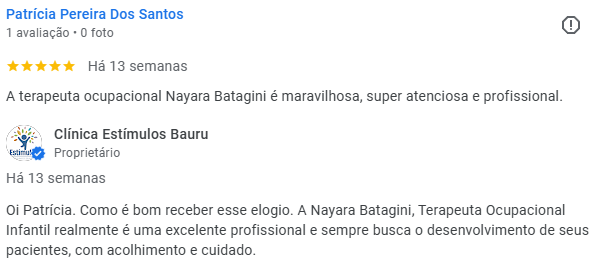 Patrícia Pereira Dos Santos
1 avaliação • 0 foto
Há 13 semanas
A terapeuta ocupacional Nayara Batagini é maravilhosa, super atenciosa e profissional.
Clínica Estímulos Bauru
Estímulos
Proprietário
Há 13 semanas
Oi Patrícia. Como é bom receber esse elogio. A Nayara Batagini, Terapeuta Ocupacional
Infantil realmente é uma excelente profissional e sempre busca o desenvolvimento de seus
pacientes, com acolhimento e cuidado.